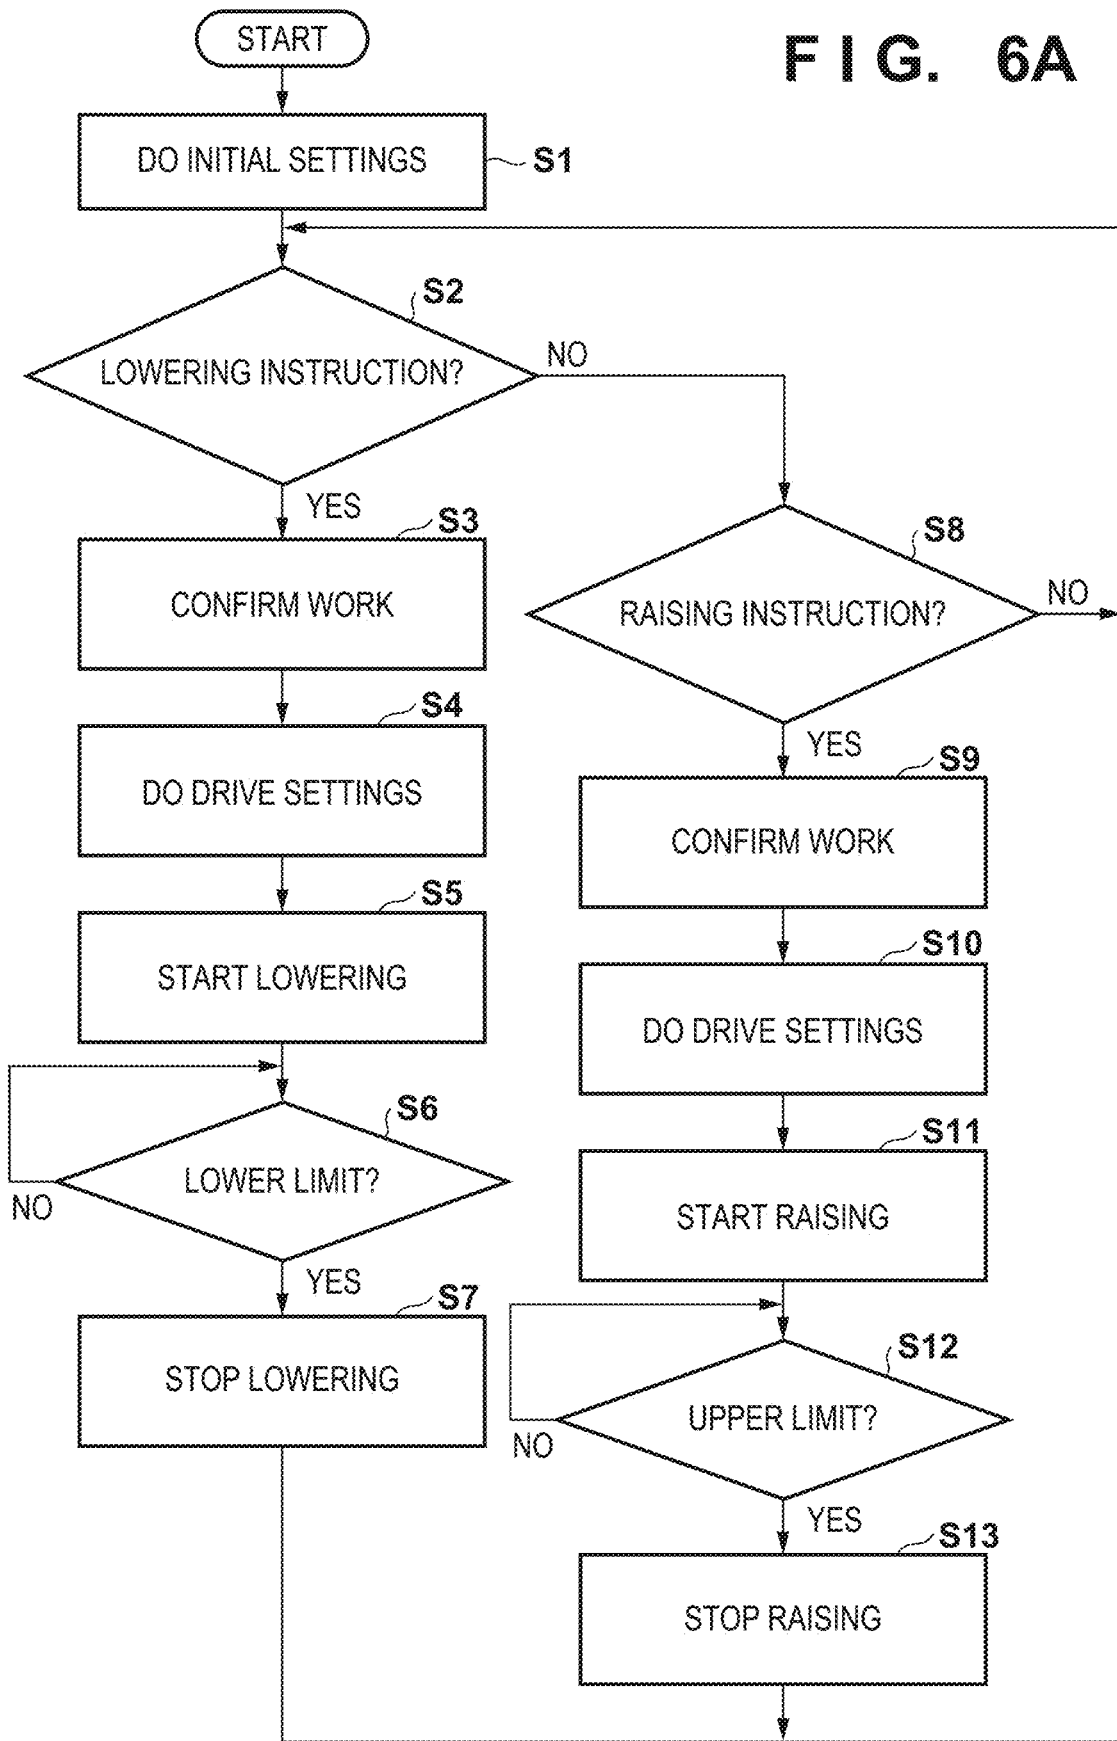 FIG. 6A
START
DO INITIAL SETTINGS
S1
S2
LOWERING INSTRUCTION?
NO
YES
S3
CONFIRM WORK
S4
DO DRIVE SETTINGS
S5
START LOWERING
S6
LOWER LIMIT?
NO
YES
S7
STOP LOWERING
S8
RAISING INSTRUCTION?
NO
YES
S9
CONFIRM WORK
S10
DO DRIVE SETTINGS
S11
START RAISING
S12
UPPER LIMIT?
NO
YES
S13
STOP RAISING